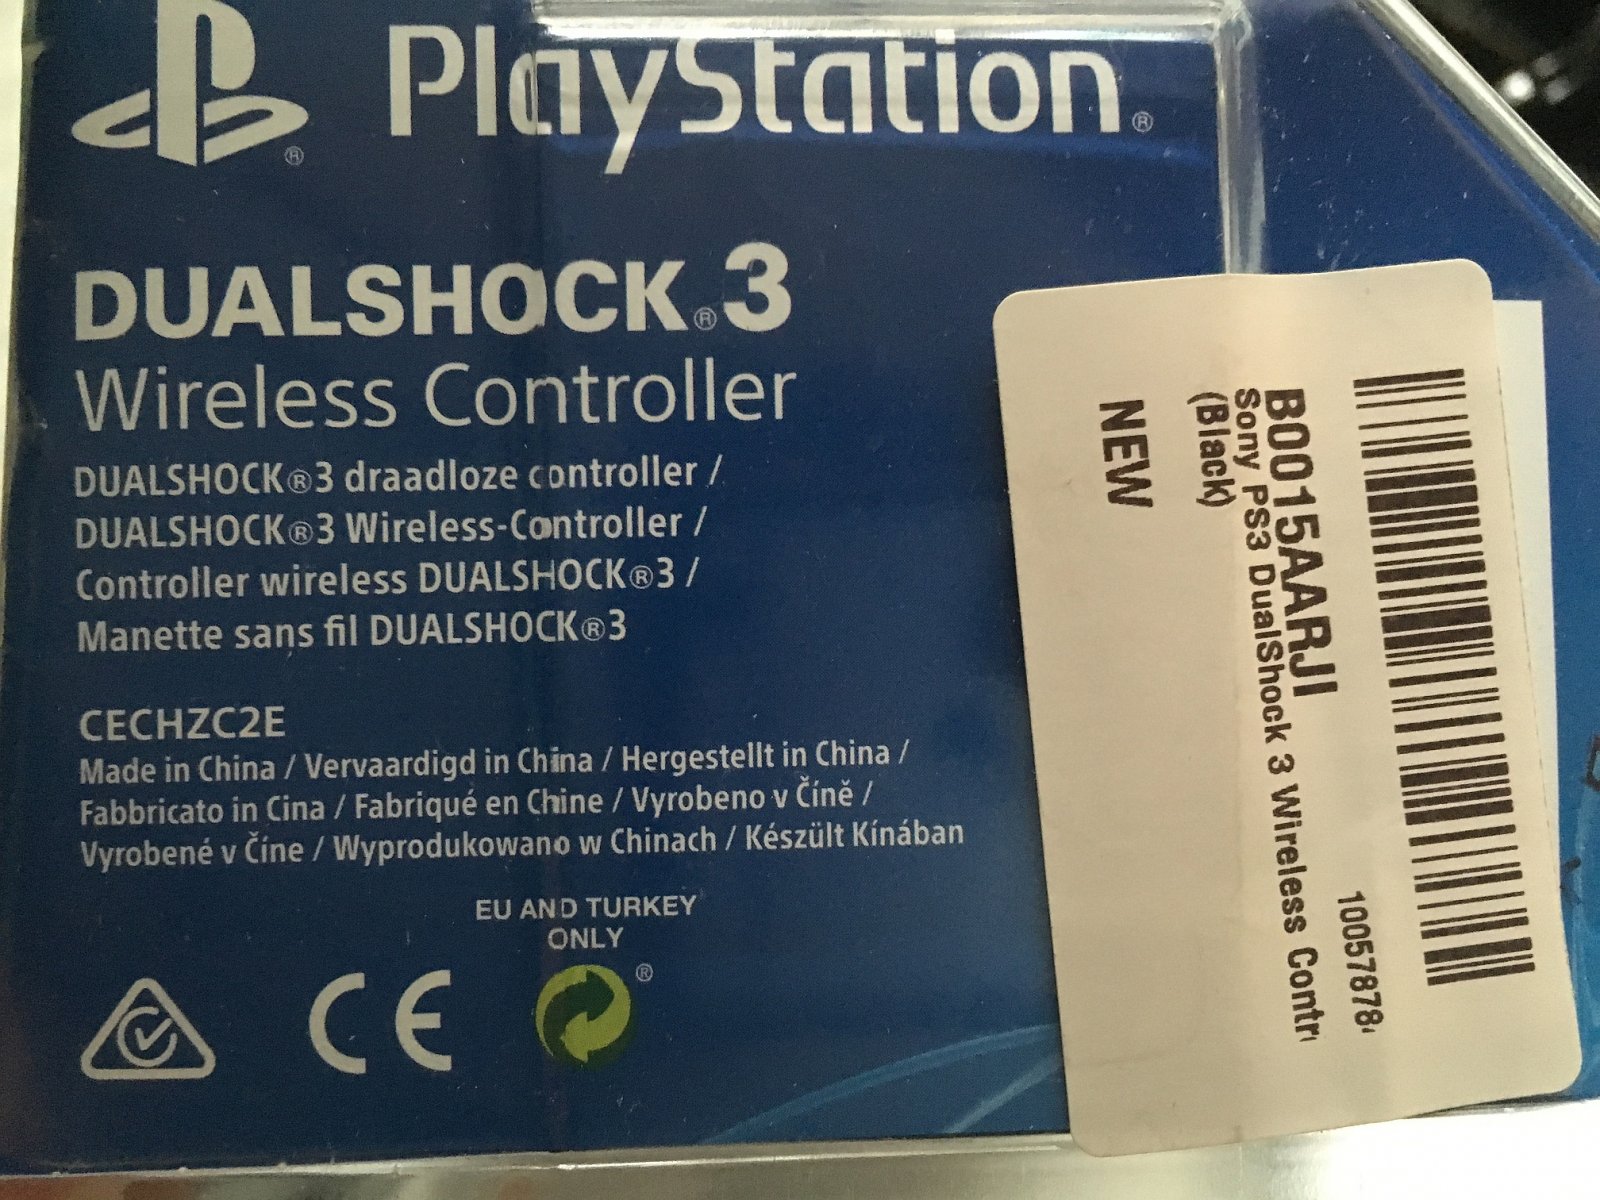 PlayStation®
DUALSHOCK®3
Wireless Controller
DUALSHOCK®3 draadloze controller /
DUALSHOCK®3 Wireless-Controller /
Controller wireless DUALSHOCK®3 /
Manette sans fil DUALSHOCK®3
CECHZC2E
Made in China / Vervaardigd in China / Hergestellt in China /
Fabbricato in Cina / Fabriqué en Chine / Vyrobeno v Číně /
Vyrobené v Číne / Wyprodukowano w Chinach / Készült Kínában
EU AND TURKEY
ONLY
CE
B0015AARJI
Sony PS3 DualShock 3 Wireless
(Black)
NEW